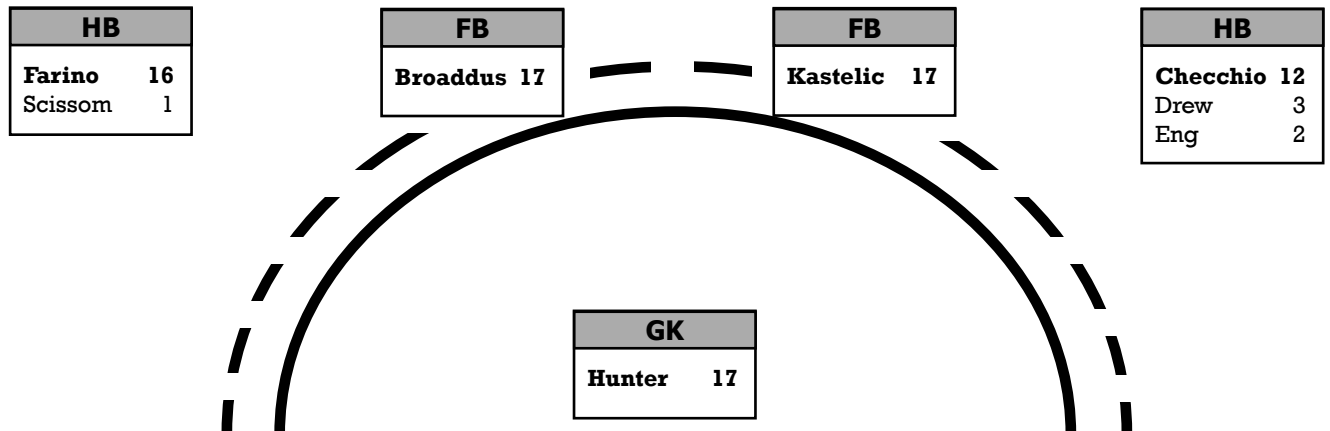 HB
Farino 16
Scissom 1
FB
Broaddus 17
FB
Kastelic 17
HB
Checchio 12
Drew 3
Eng 2
GK
Hunter 17